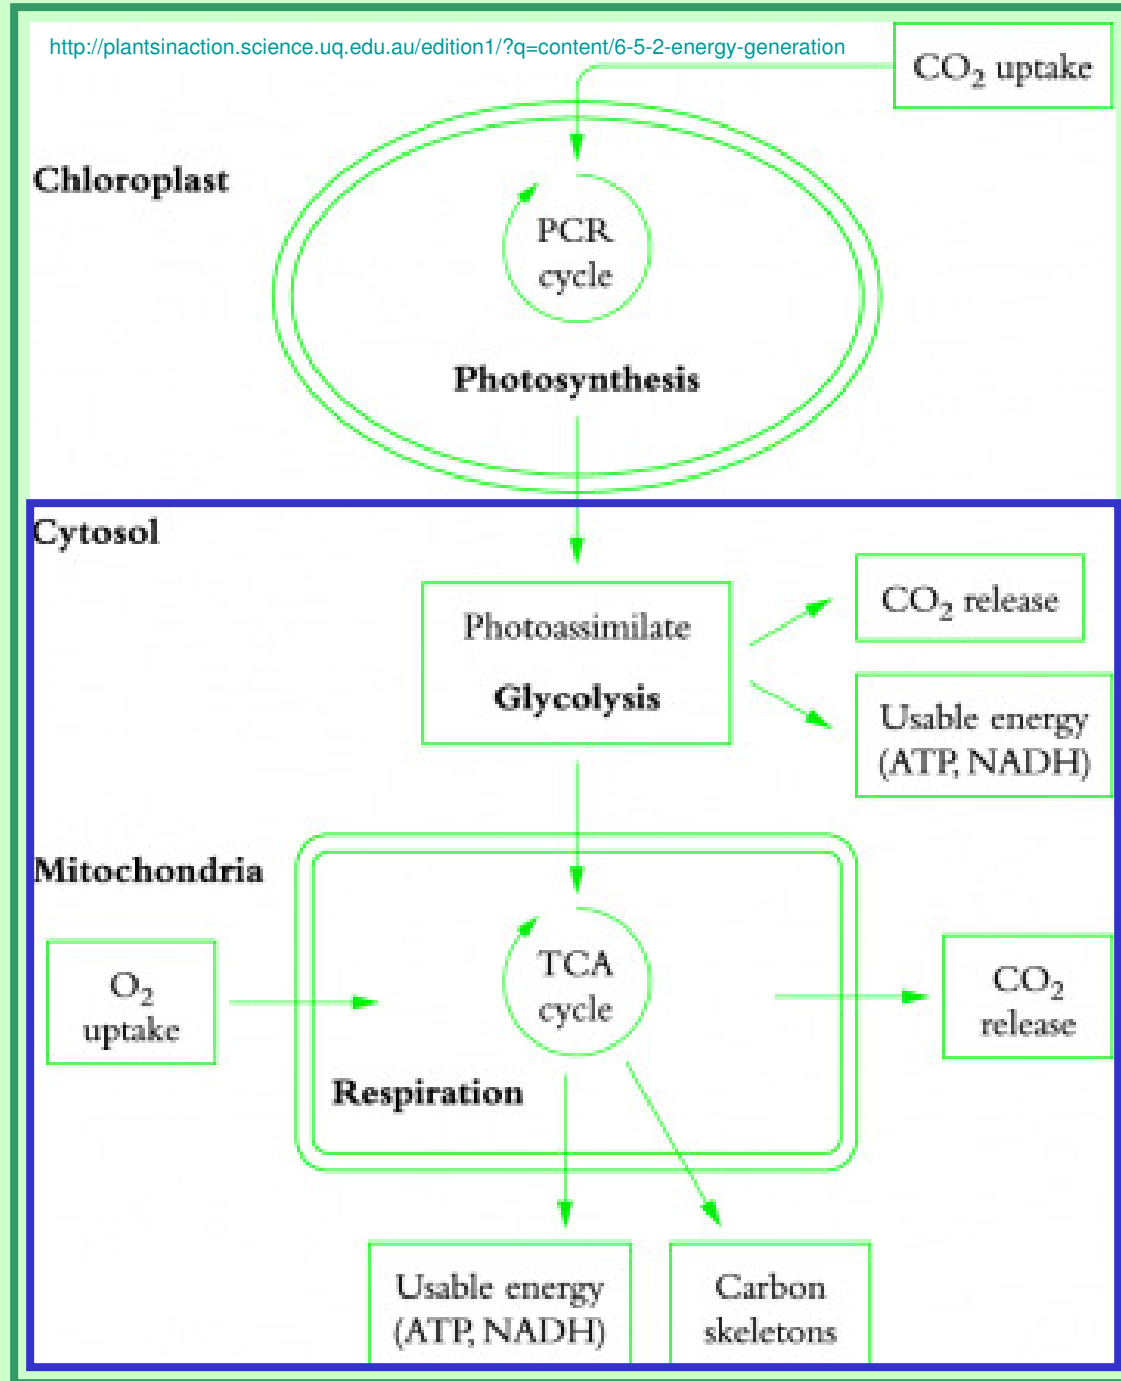 http://plantsinaction.science.uq.edu.au/edition1/?q=content/6-5-2-energy-generation
CO₂ uptake
Chloroplast
PCR
cycle
Photosynthesis
Cytosol
Photoassimilate
Glycolysis
CO₂ release
Usable energy
(ATP, NADH)
Mitochondria
O₂
uptake
TCA
cycle
Respiration
CO₂
release
Usable energy
(ATP, NADH)
Carbon
skeletons